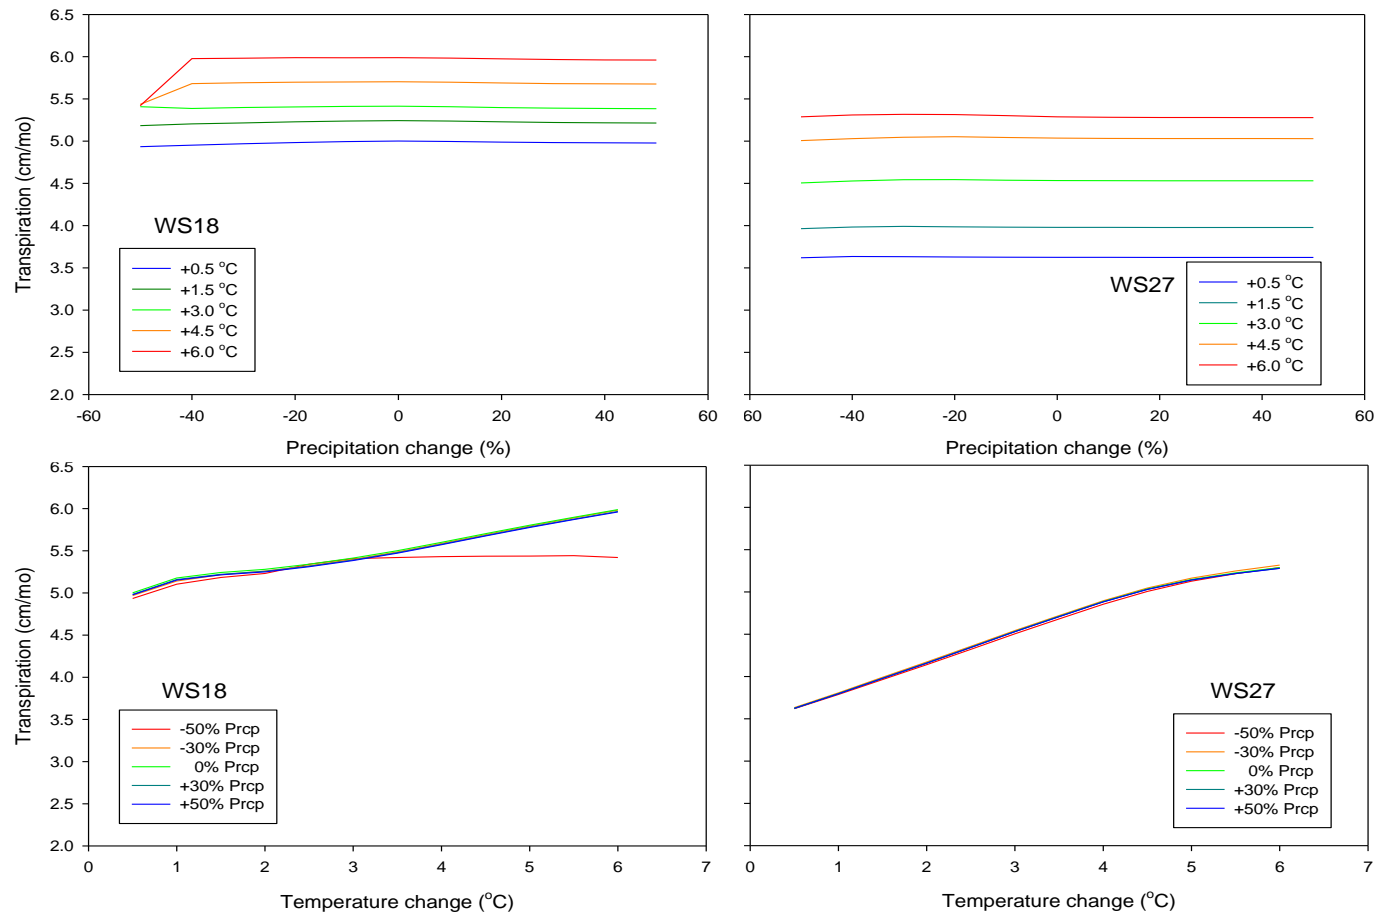 6.5
6.0
5.5
5.0
4.5
4.0
3.5
3.0
2.5
2.0
Transpiration (cm/mo)
WS18
+0.5 °C
+1.5 °C
+3.0 °C
+4.5 °C
+6.0 °C
-60 -40 -20 0 20 40 60
Precipitation change (%)
WS27
+0.5 °C
+1.5 °C
+3.0 °C
+4.5 °C
+6.0 °C
-60 -40 -20 0 20 40 60
Precipitation change (%)
6.5
6.0
5.5
5.0
4.5
4.0
3.5
3.0
2.5
2.0
Transpiration (cm/mo)
WS18
-50% Prcp
-30% Prcp
0% Prcp
+30% Prcp
+50% Prcp
0 1 2 3 4 5 6 7
Temperature change (°C)
WS27
-50% Prcp
-30% Prcp
0% Prcp
+30% Prcp
+50% Prcp
0 1 2 3 4 5 6 7
Temperature change (°C)